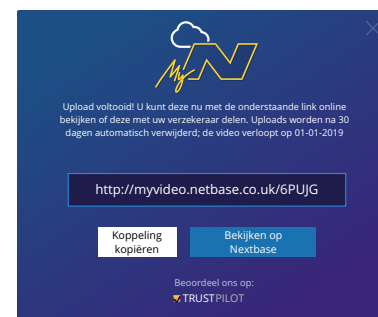 My N
Upload voltooid! U kunt deze nu met de onderstaande link online
bekijken of deze met uw verzekeraar delen. Uploads worden na 30
dagen automatisch verwijderd; de video verloopt op 01-01-2019
http://myvideo.netbase.co.uk/6PUJG
Koppeling
kopiëren
Bekijken op
Nextbase
Beoordeel ons op:
TRUSTPILOT